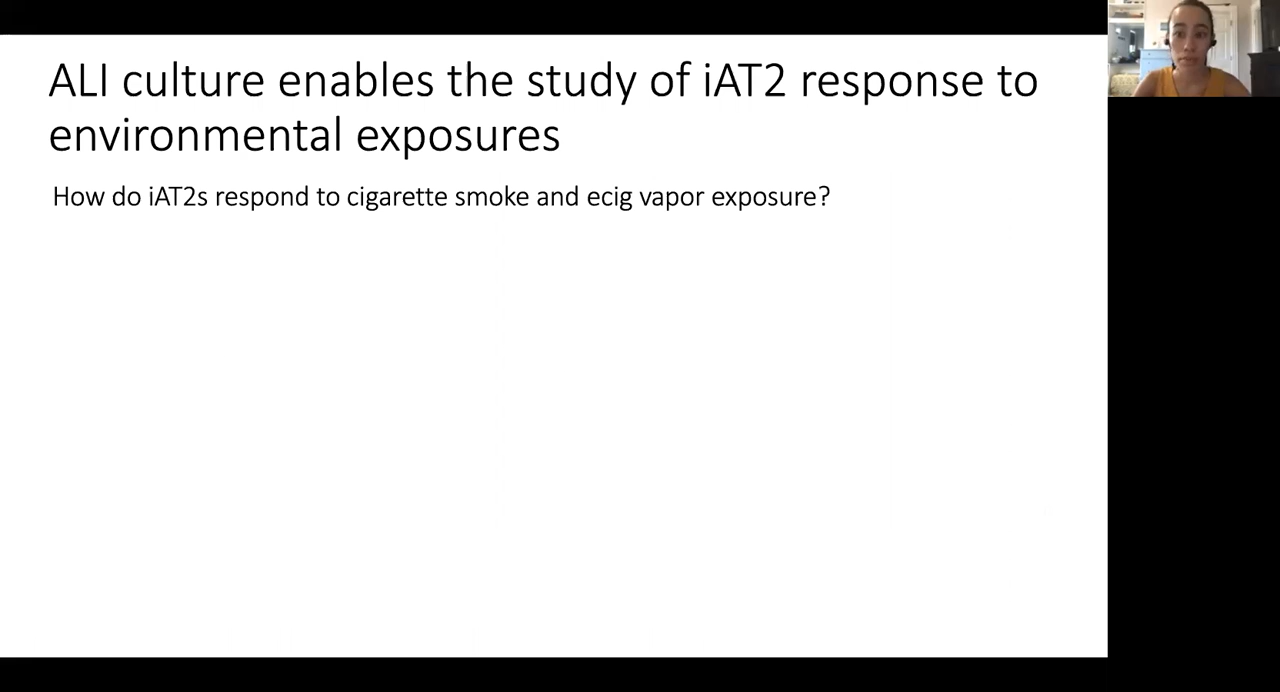 ALI culture enables the study of iAT2 response to
environmental exposures
How do iAT2s respond to cigarette smoke and ecig vapor exposure?